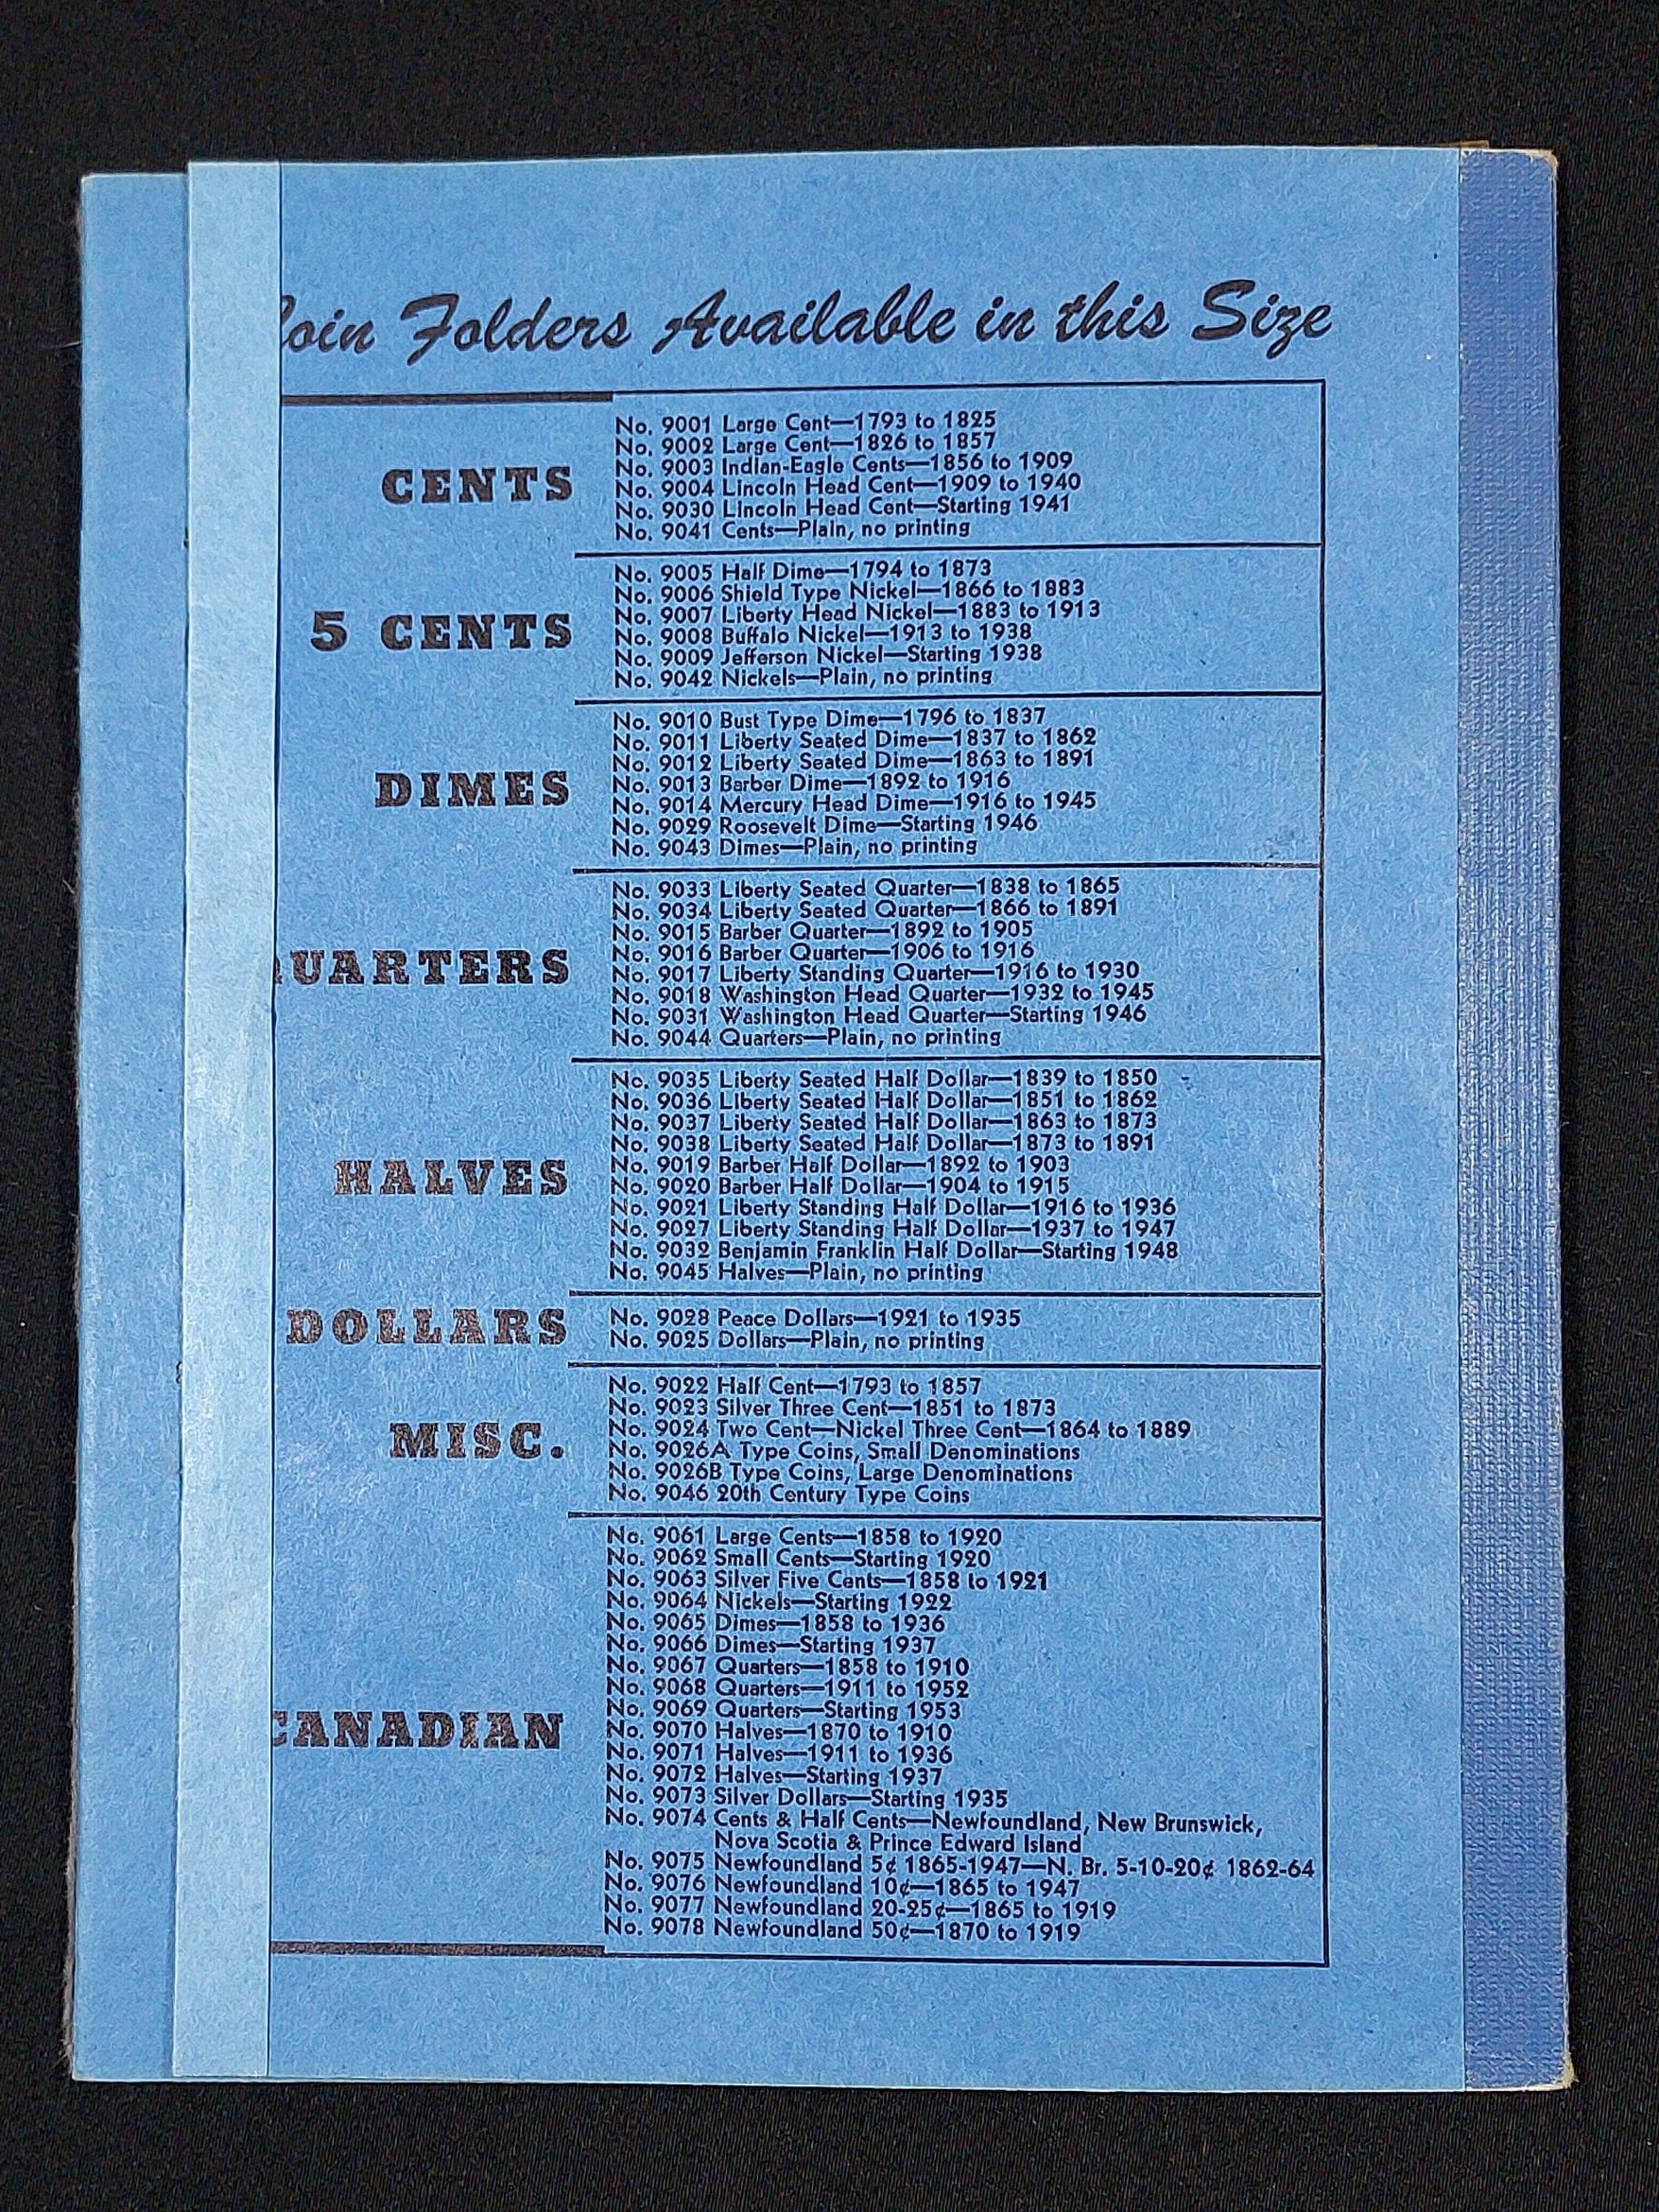 Coin Folders Available in this Size
CENTS
No. 9001 Large Cent—1793 to 1825
No. 9002 Large Cent—1826 to 1857
No. 9003 Indian-Eagle Cents—1856 to 1909
No. 9004 Lincoln Head Cent—1909 to 1940
No. 9030 Lincoln Head Cent—Starting 1941
No. 9041 Cents—Plain, no printing
5 CENTS
No. 9005 Half Dime—1794 to 1873
No. 9006 Shield Type Nickel—1866 to 1883
No. 9007 Liberty Head Nickel—1883 to 1913
No. 9008 Buffalo Nickel—1913 to 1938
No. 9009 Jefferson Nickel—Starting 1938
No. 9042 Nickels—Plain, no printing
DIMES
No. 9010 Bust Type Dime—1796 to 1837
No. 9011 Liberty Seated Dime—1837 to 1862
No. 9012 Liberty Seated Dime—1863 to 1891
No. 9013 Barber Dime—1892 to 1916
No. 9014 Mercury Head Dime—1916 to 1945
No. 9029 Roosevelt Dime—Starting 1946
No. 9043 Dimes—Plain, no printing
QUARTERS
No. 9033 Liberty Seated Quarter—1838 to 1865
No. 9034 Liberty Seated Quarter—1866 to 1891
No. 9015 Barber Quarter—1892 to 1905
No. 9016 Barber Quarter—1906 to 1916
No. 9017 Liberty Standing Quarter—1916 to 1930
No. 9018 Washington Head Quarter—1932 to 1945
No. 9031 Washington Head Quarter—Starting 1946
No. 9044 Quarters—Plain, no printing
HALVES
No. 9035 Liberty Seated Half Dollar—1839 to 1850
No. 9036 Liberty Seated Half Dollar—1851 to 1862
No. 9037 Liberty Seated Half Dollar—1863 to 1873
No. 9038 Liberty Seated Half Dollar—1873 to 1891
No. 9019 Barber Half Dollar—1892 to 1903
No. 9020 Barber Half Dollar—1904 to 1915
No. 9021 Liberty Standing Half Dollar—1916 to 1936
No. 9027 Liberty Standing Half Dollar—1937 to 1947
No. 9032 Benjamin Franklin Half Dollar—Starting 1948
No. 9045 Halves—Plain, no printing
DOLLARS
No. 9028 Peace Dollars—1921 to 1935
No. 9025 Dollars—Plain, no printing
MISC.
No. 9022 Half Cent—1793 to 1857
No. 9023 Silver Three Cent—1851 to 1873
No. 9024 Two Cent—Nickel Three Cent—1864 to 1889
No. 9026A Type Coins, Small Denominations
No. 9026B Type Coins, Large Denominations
No. 9046 20th Century Type Coins
CANADIAN
No. 9061 Large Cents—1858 to 1920
No. 9062 Small Cents—Starting 1920
No. 9063 Silver Five Cents—1858 to 1921
No. 9064 Nickels—Starting 1922
No. 9065 Dimes—1858 to 1936
No. 9066 Dimes—Starting 1937
No. 9067 Quarters—1858 to 1910
No. 9068 Quarters—1911 to 1952
No. 9069 Quarters—Starting 1953
No. 9070 Halves—1870 to 1910
No. 9071 Halves—1911 to 1936
No. 9072 Halves—Starting 1937
No. 9073 Silver Dollars—Starting 1935
No. 9074 Cents & Half Cents—Newfoundland, New Brunswick,
Nova Scotia & Prince Edward Island
No. 9075 Newfoundland 5¢ 1865-1947—N. Br. 5-10-20¢ 1862-64
No. 9076 Newfoundland 10¢—1865 to 1947
No. 9077 Newfoundland 20-25¢—1865 to 1919
No. 9078 Newfoundland 50¢—1870 to 1919